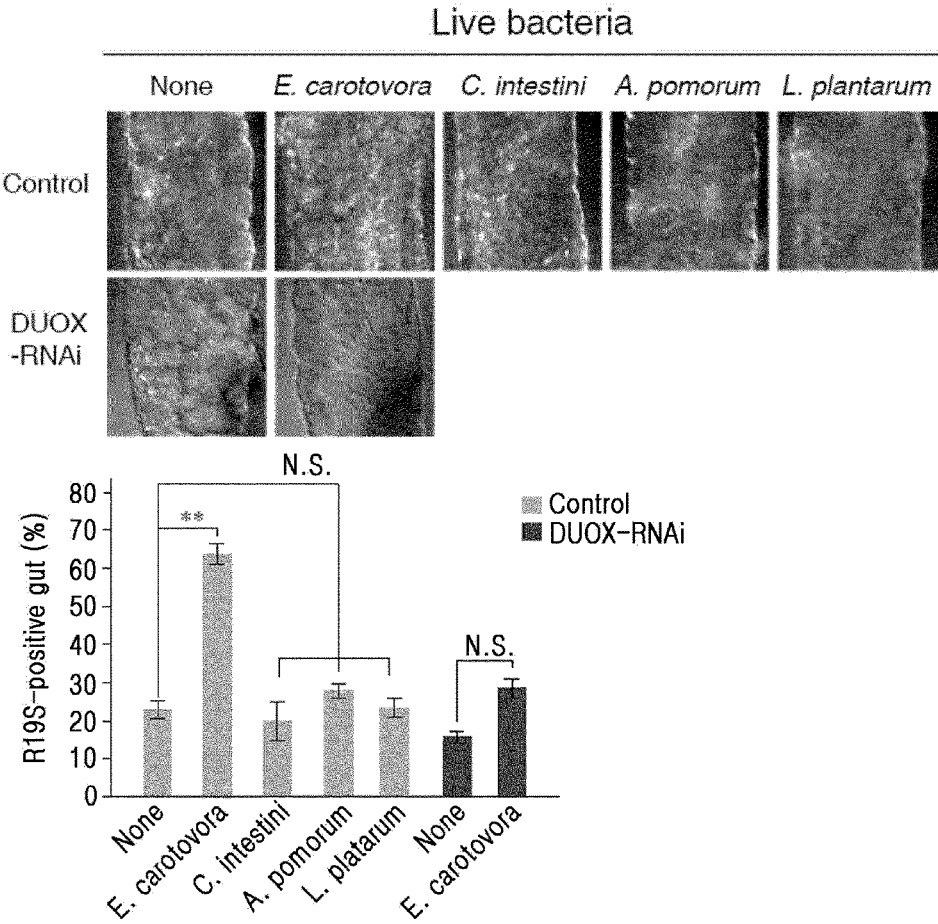 Live bacteria
None E. carotovora C. intestini A. pomorum L. plantarum
Control
DUOX
-RNAi
N.S.
**
N.S.
Control
DUOX-RNAi
R19S-positive gut (%)
80
70
60
50
40
30
20
10
0
None
E. carotovora
C. intestini
A. pomorum
L. platarum
None
E. carotovora